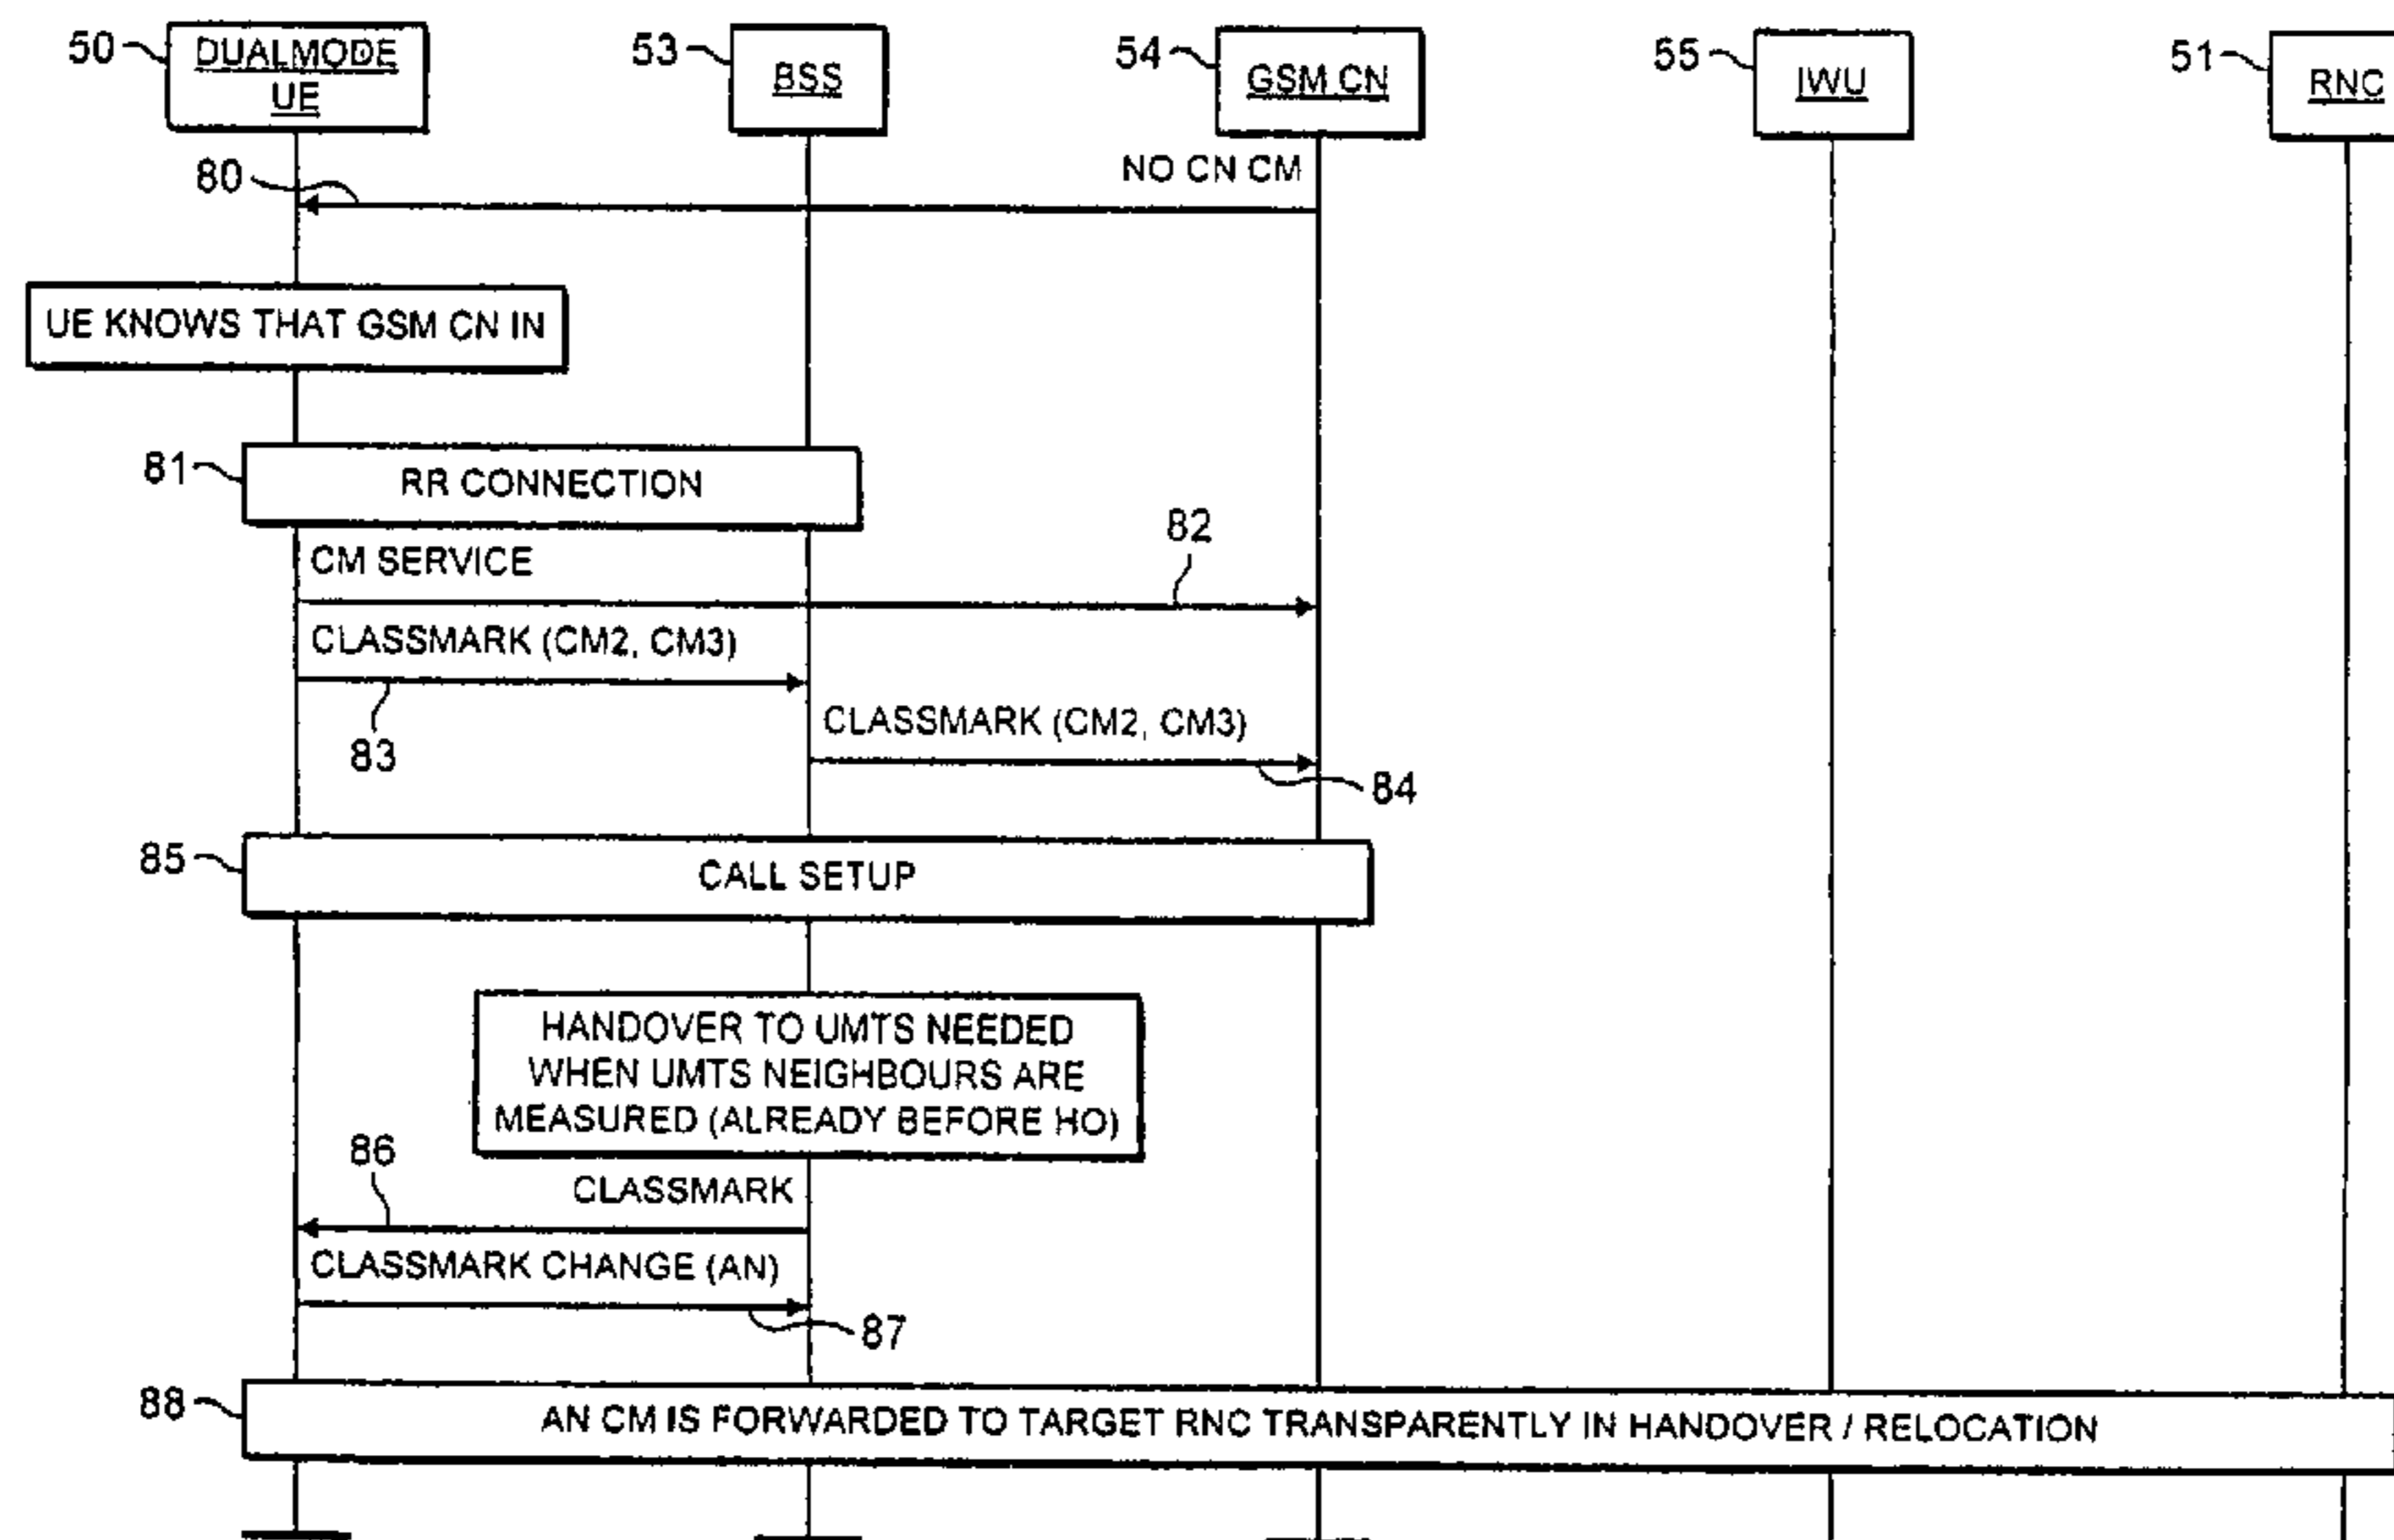 50
DUALMODE
UE
53
BSS
54
GSM CN
55
IWU
51
RNC
NO CN CM
80
UE KNOWS THAT GSM CN IN
81
RR CONNECTION
82
CM SERVICE
CLASSMARK (CM2, CM3)
83
CLASSMARK (CM2, CM3)
84
85
CALL SETUP
HANDOVER TO UMTS NEEDED
WHEN UMTS NEIGHBOURS ARE
MEASURED (ALREADY BEFORE HO)
86
CLASSMARK
CLASSMARK CHANGE (AN)
87
88
AN CM IS FORWARDED TO TARGET RNC TRANSPARENTLY IN HANDOVER / RELOCATION